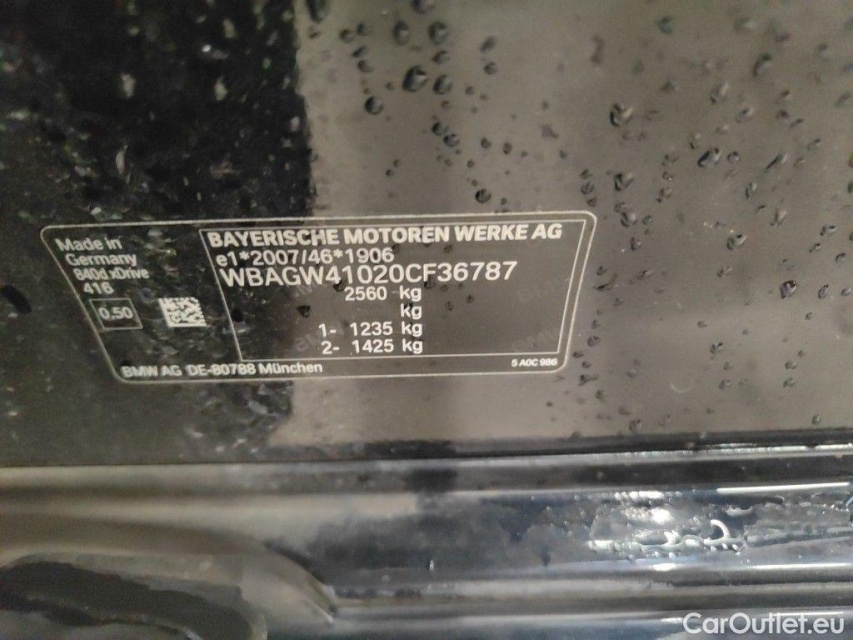 Made in
Germany
840d xDrive
416
0.50
BAYERISCHE MOTOREN WERKE AG
e1*2007/46*1906
WBAGW41020CF36787
2560 kg
kg
1- 1235 kg
2- 1425 kg
BMW AG DE-80788 München
5 A0C 986
CarOutlet.eu